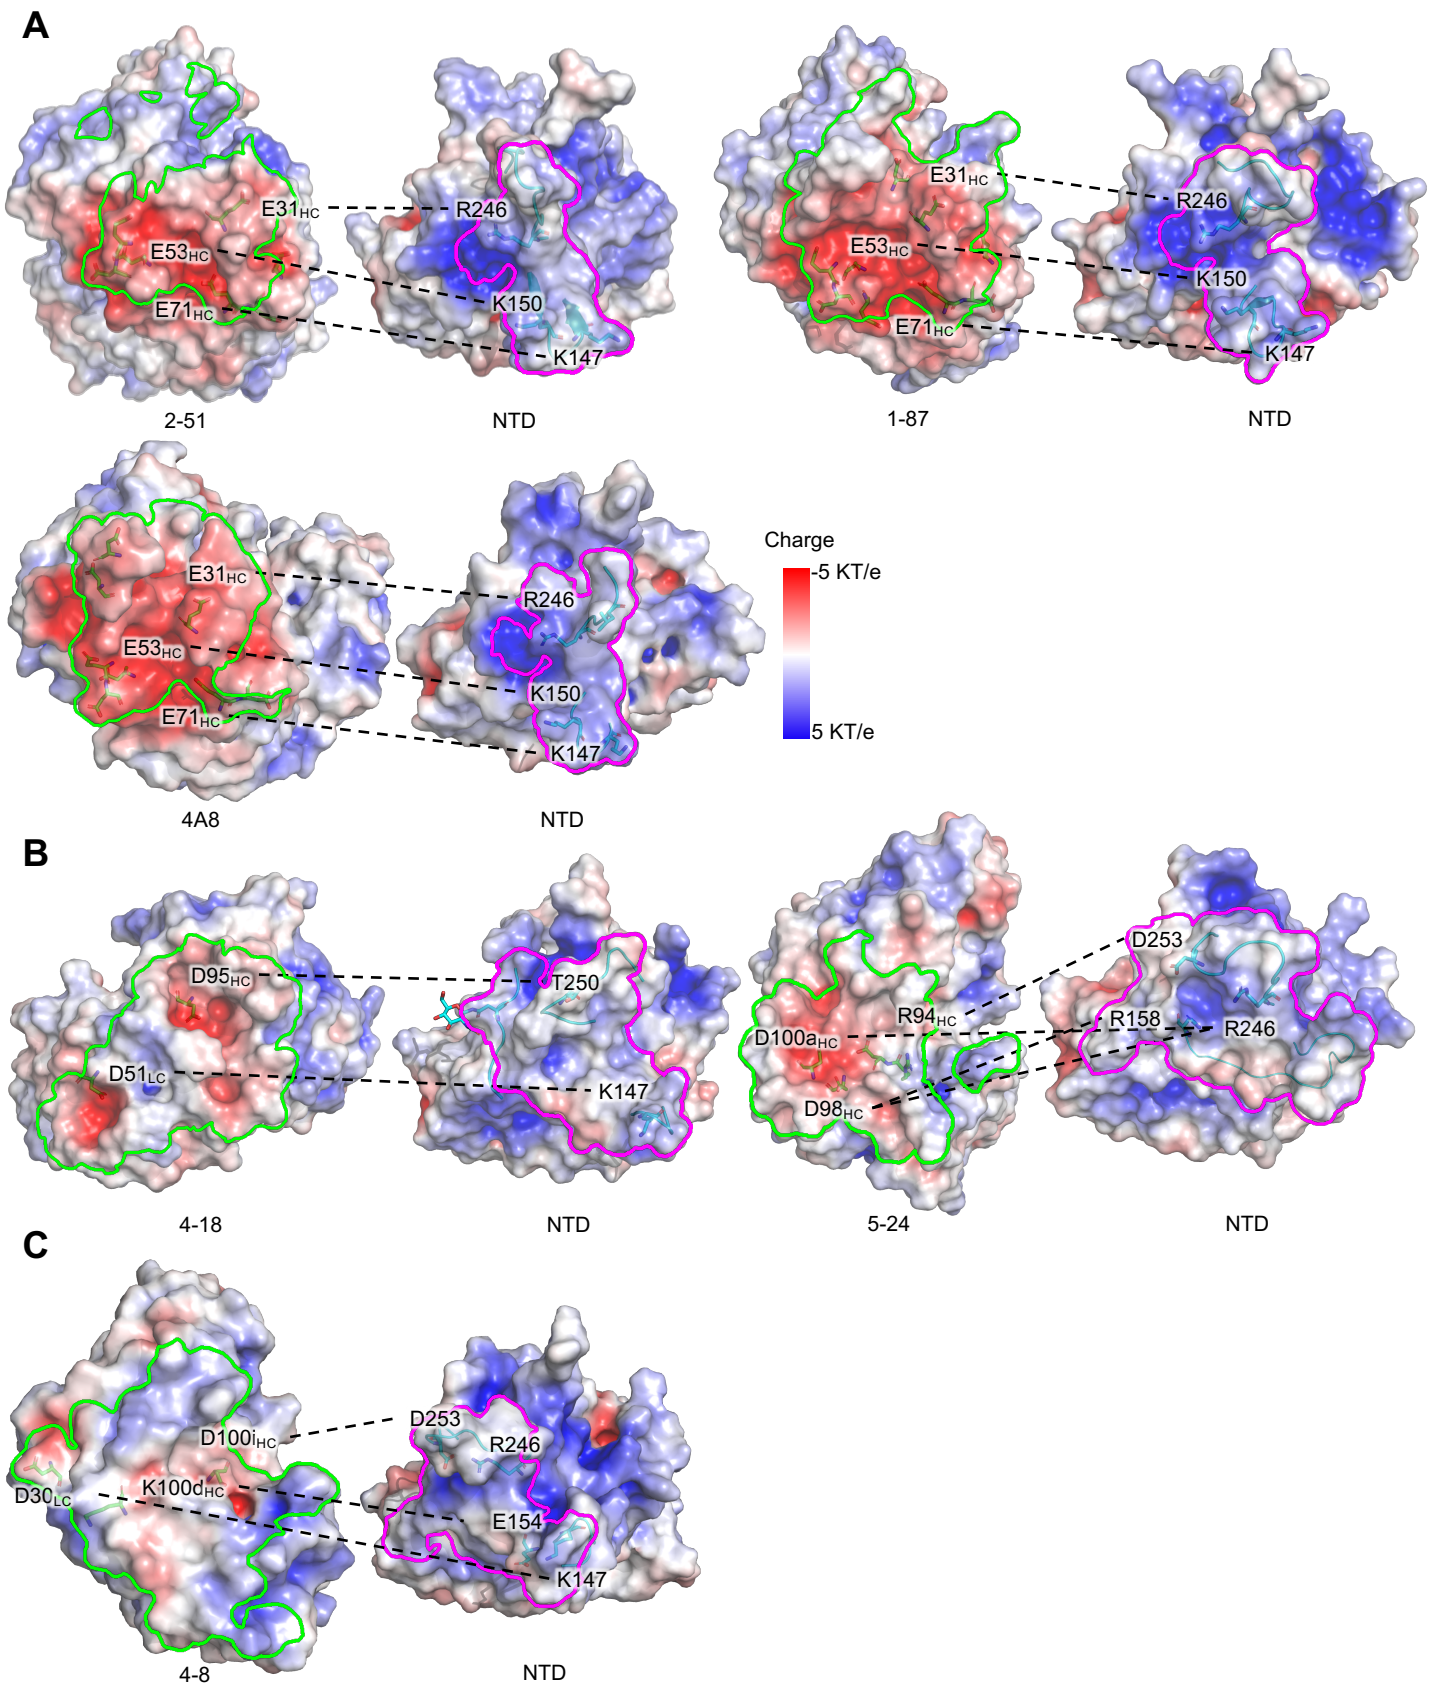 A
E31HC
R246
E53HC
K150
E71HC
K147
2-51
NTD
E31HC
R246
E53HC
K150
E71HC
K147
1-87
NTD
E31HC
R246
E53HC
K150
E71HC
K147
4A8
NTD
Charge
-5 KT/e
5 KT/e
B
D95HC
T250
D51LC
K147
4-18
NTD
D253
R94HC
R158
D100aHC
R246
D98HC
5-24
NTD
C
D253
D100iHC
R246
K100dHC
D30LC
E154
K147
4-8
NTD